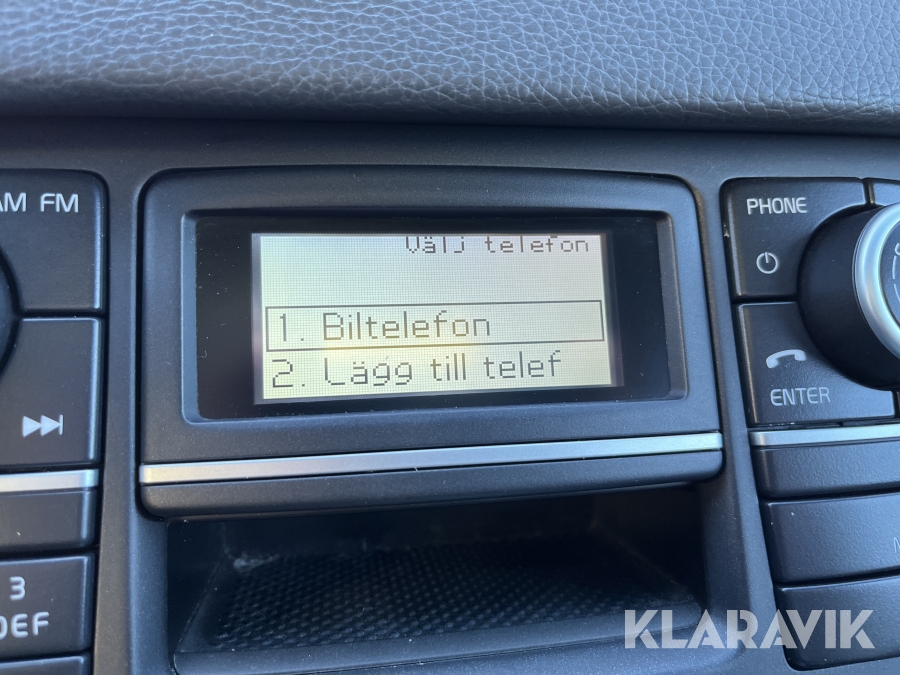 AM FM
PHONE
Välj telefon
1. Biltelefon
2. Lägg till telef
ENTER
3
DEF
KLARAVIK